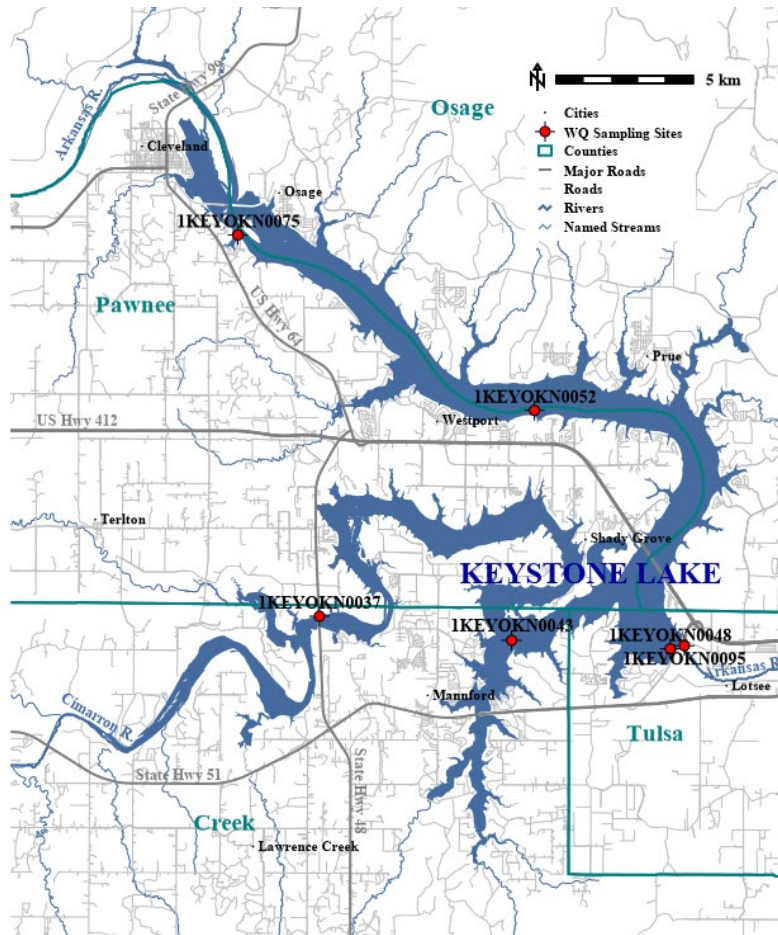 State Hwy 99
Arkansas R.
Osage
N
5 km
Cities
WQ Sampling Sites
Counties
Major Roads
Roads
Rivers
Named Streams
Cleveland
Osage
1KEYOKN0075
Pawnee
US Hwy 64
Prue
1KEYOKN0052
Westport
US Hwy 412
Terlton
Shady Grove
KEYSTONE LAKE
1KEYOKN0037
1KEYOKN0043
1KEYOKN0048
1KEYOKN0095
Arkansas R
Lotsee
Mannford
Cimarron R.
Tulsa
State Hwy 51
State Hwy 48
Creek
Lawrence Creek